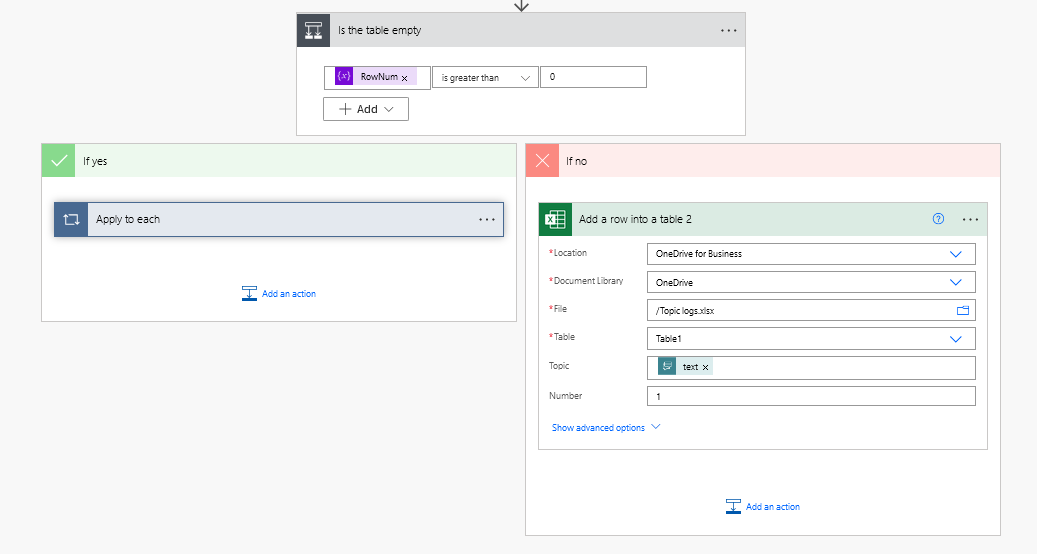 Is the table empty
{x} RowNum x is greater than 0
Add
If yes
Apply to each
Add an action
If no
Add a row into a table 2
*Location OneDrive for Business
*Document Library OneDrive
*File /Topic logs.xlsx
*Table Table1
Topic text x
Number 1
Show advanced options
Add an action